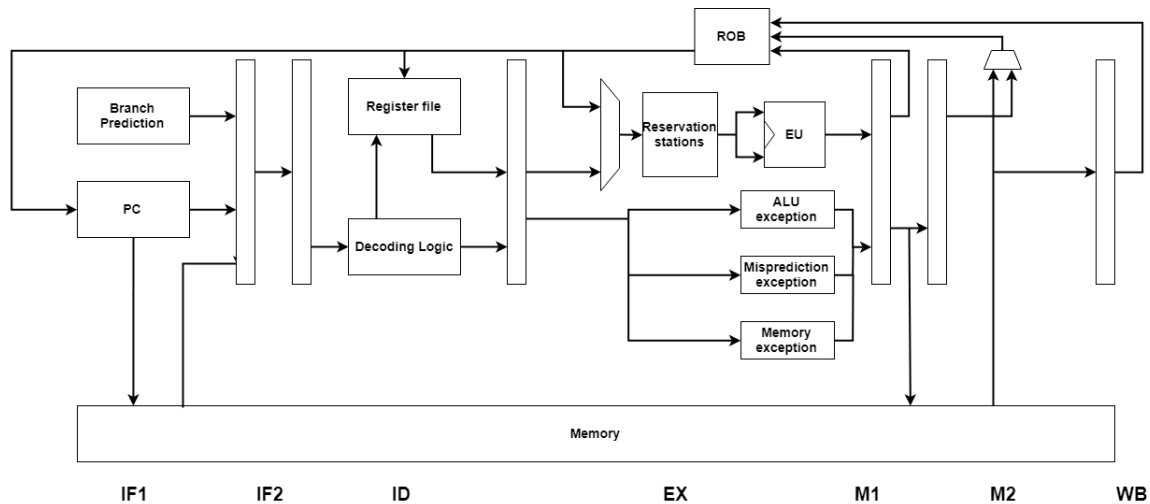 ROB
Branch
Prediction
Register file
Reservation
stations
EU
PC
ALU
exception
Decoding Logic
Misprediction
exception
Memory
exception
Memory
IF1
IF2
ID
EX
M1
M2
WB